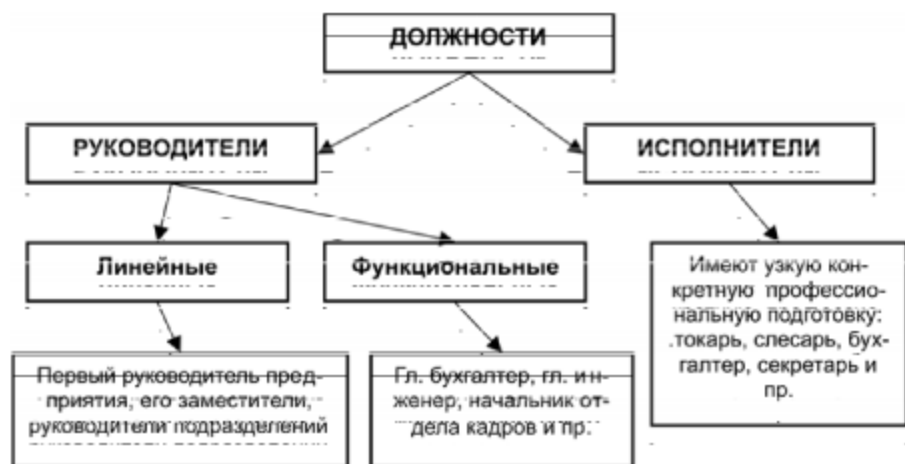 ДОЛЖНОСТИ
РУКОВОДИТЕЛИ
ИСПОЛНИТЕЛИ
Линейные
Функциональные
Первый руководитель пред-
приятия, его заместители,
руководители подразделений
Гл. бухгалтер, гл. ин-
женер, начальник от-
дела кадров и пр.
Имеют узкую кон-
кретную профессио-
нальную подготовку:
токарь, слесарь, бух-
галтер, секретарь и
пр.